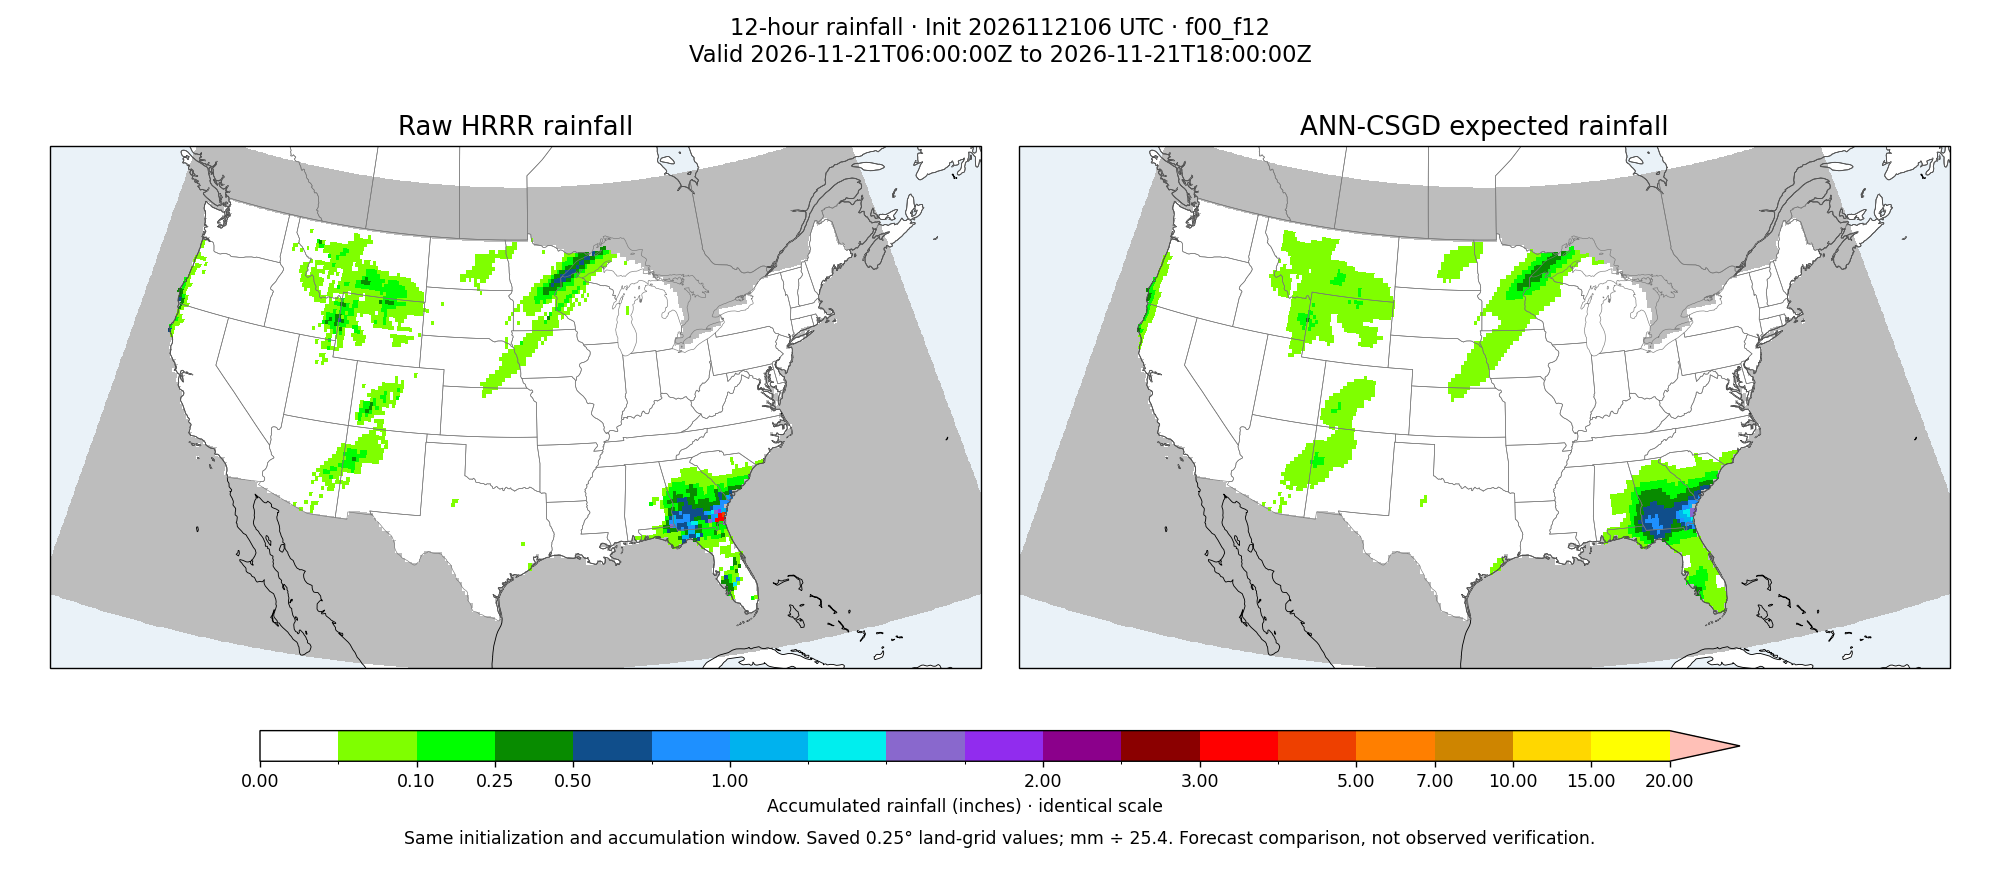 12-hour rainfall · Init 2026112106 UTC · f00_f12
Valid 2026-11-21T06:00:00Z to 2026-11-21T18:00:00Z
Raw HRRR rainfall
ANN-CSGD expected rainfall
0.00 0.10 0.25 0.50 1.00 2.00 3.00 5.00 7.00 10.00 15.00 20.00
Accumulated rainfall (inches) · identical scale
Same initialization and accumulation window. Saved 0.25° land-grid values; mm ÷ 25.4. Forecast comparison, not observed verification.